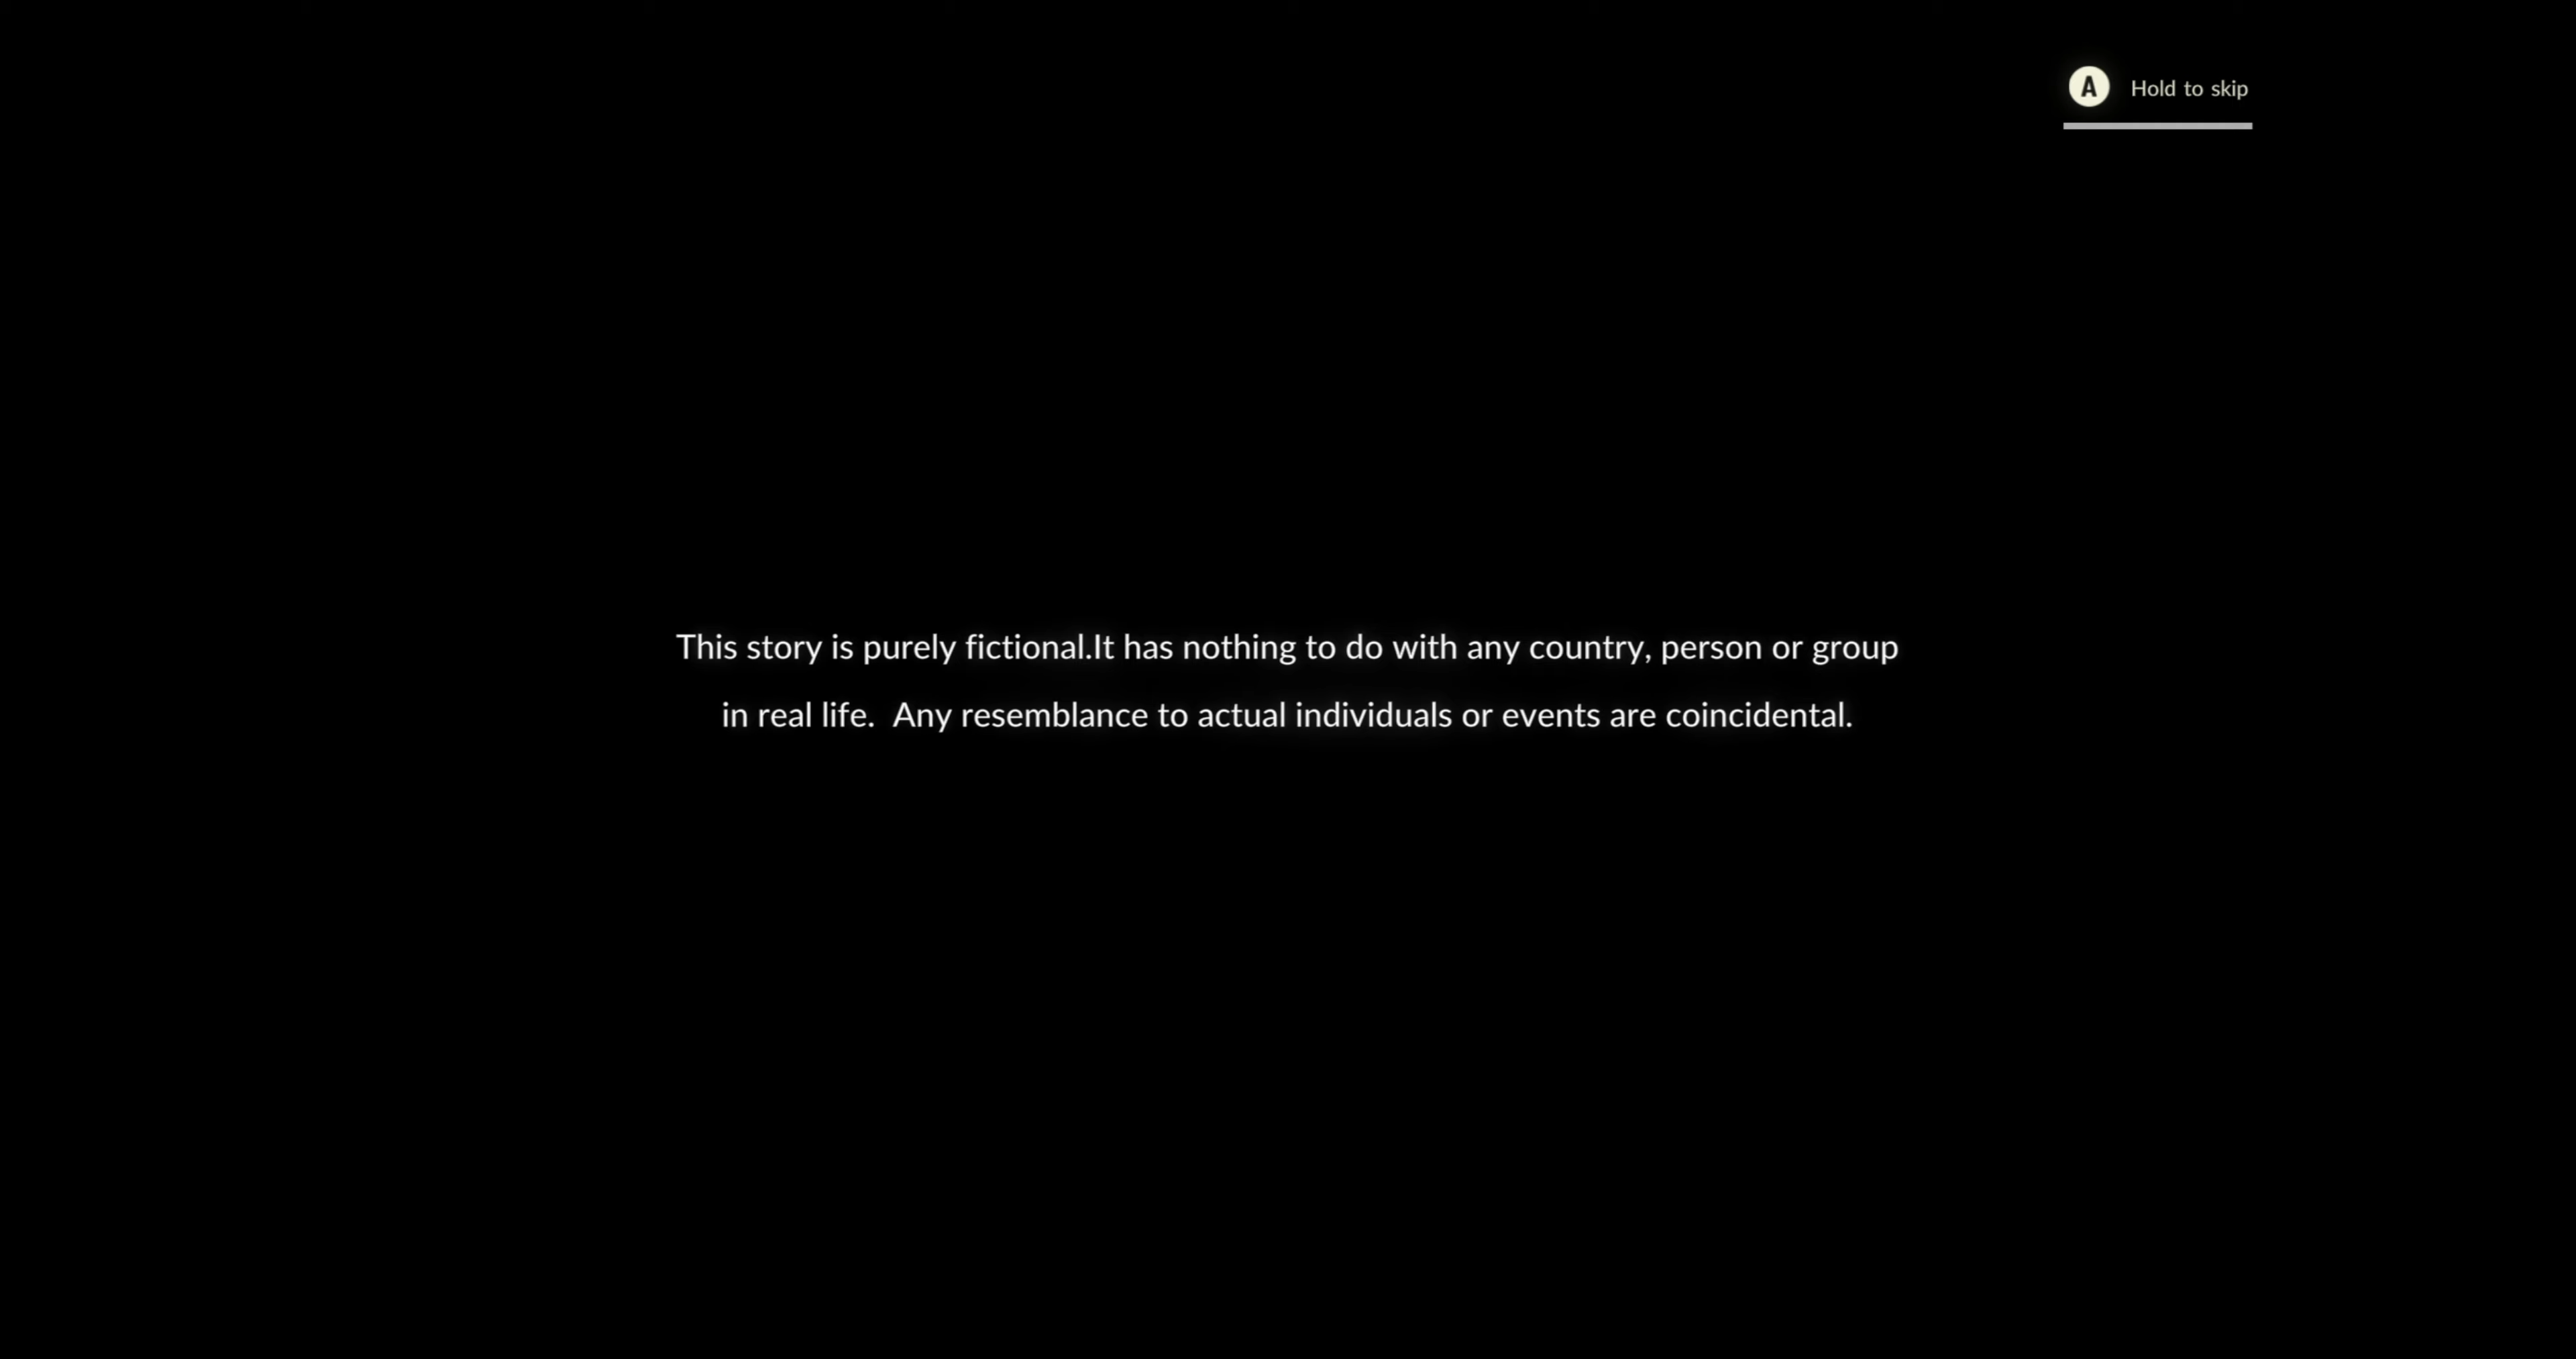 A Hold to skip
This story is purely fictional.It has nothing to do with any country, person or group
in real life.  Any resemblance to actual individuals or events are coincidental.